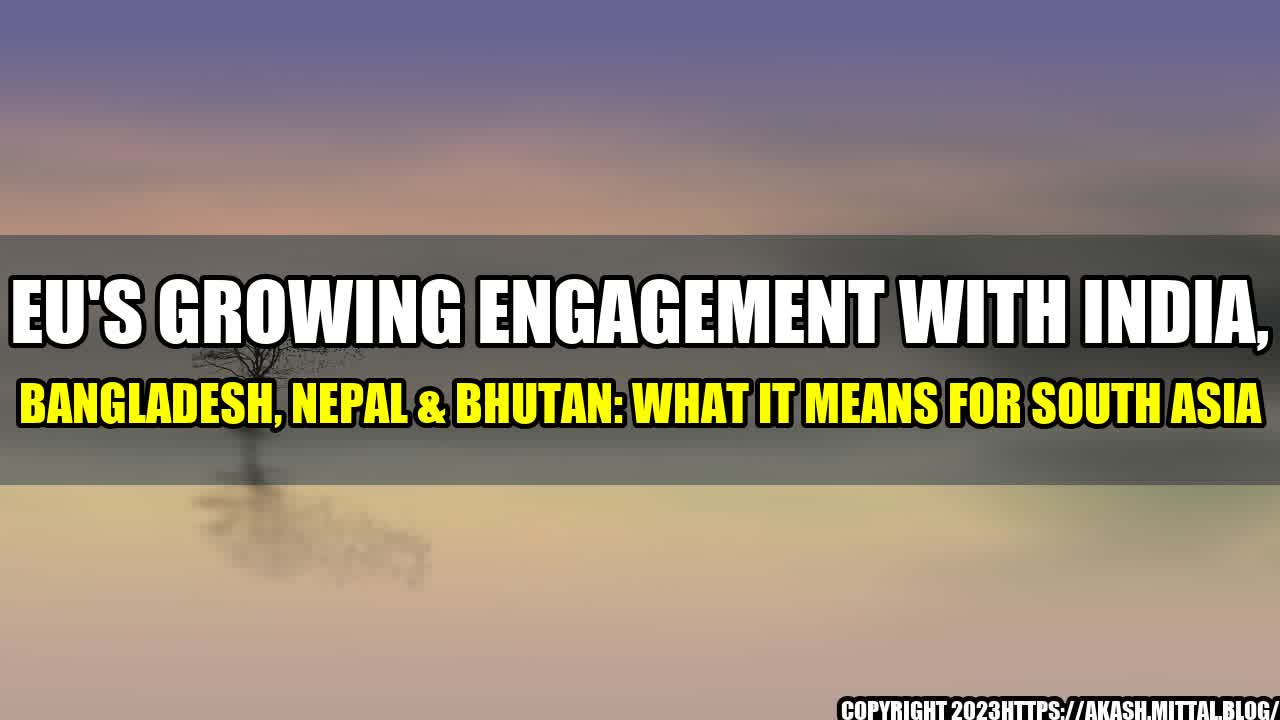 EU'S GROWING ENGAGEMENT WITH INDIA,
BANGLADESH, NEPAL & BHUTAN: WHAT IT MEANS FOR SOUTH ASIA
COPYRIGHT 2023HTTPS://AKASH.MITTAL.BLOG/